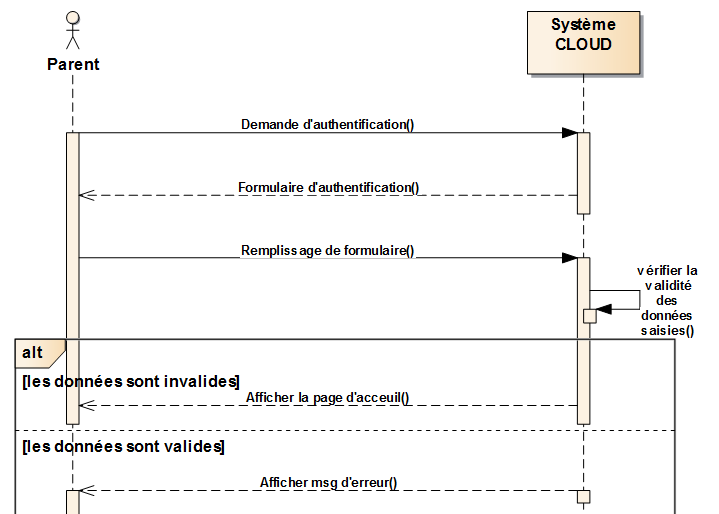 Système
CLOUD
Parent
Demande d'authentification()
Formulaire d'authentification()
Remplissage de formulaire()
vérifier la
validité
des
données
saisies()
alt
[les données sont invalides]
Afficher la page d'acceuil()
[les données sont valides]
Afficher msg d'erreur()